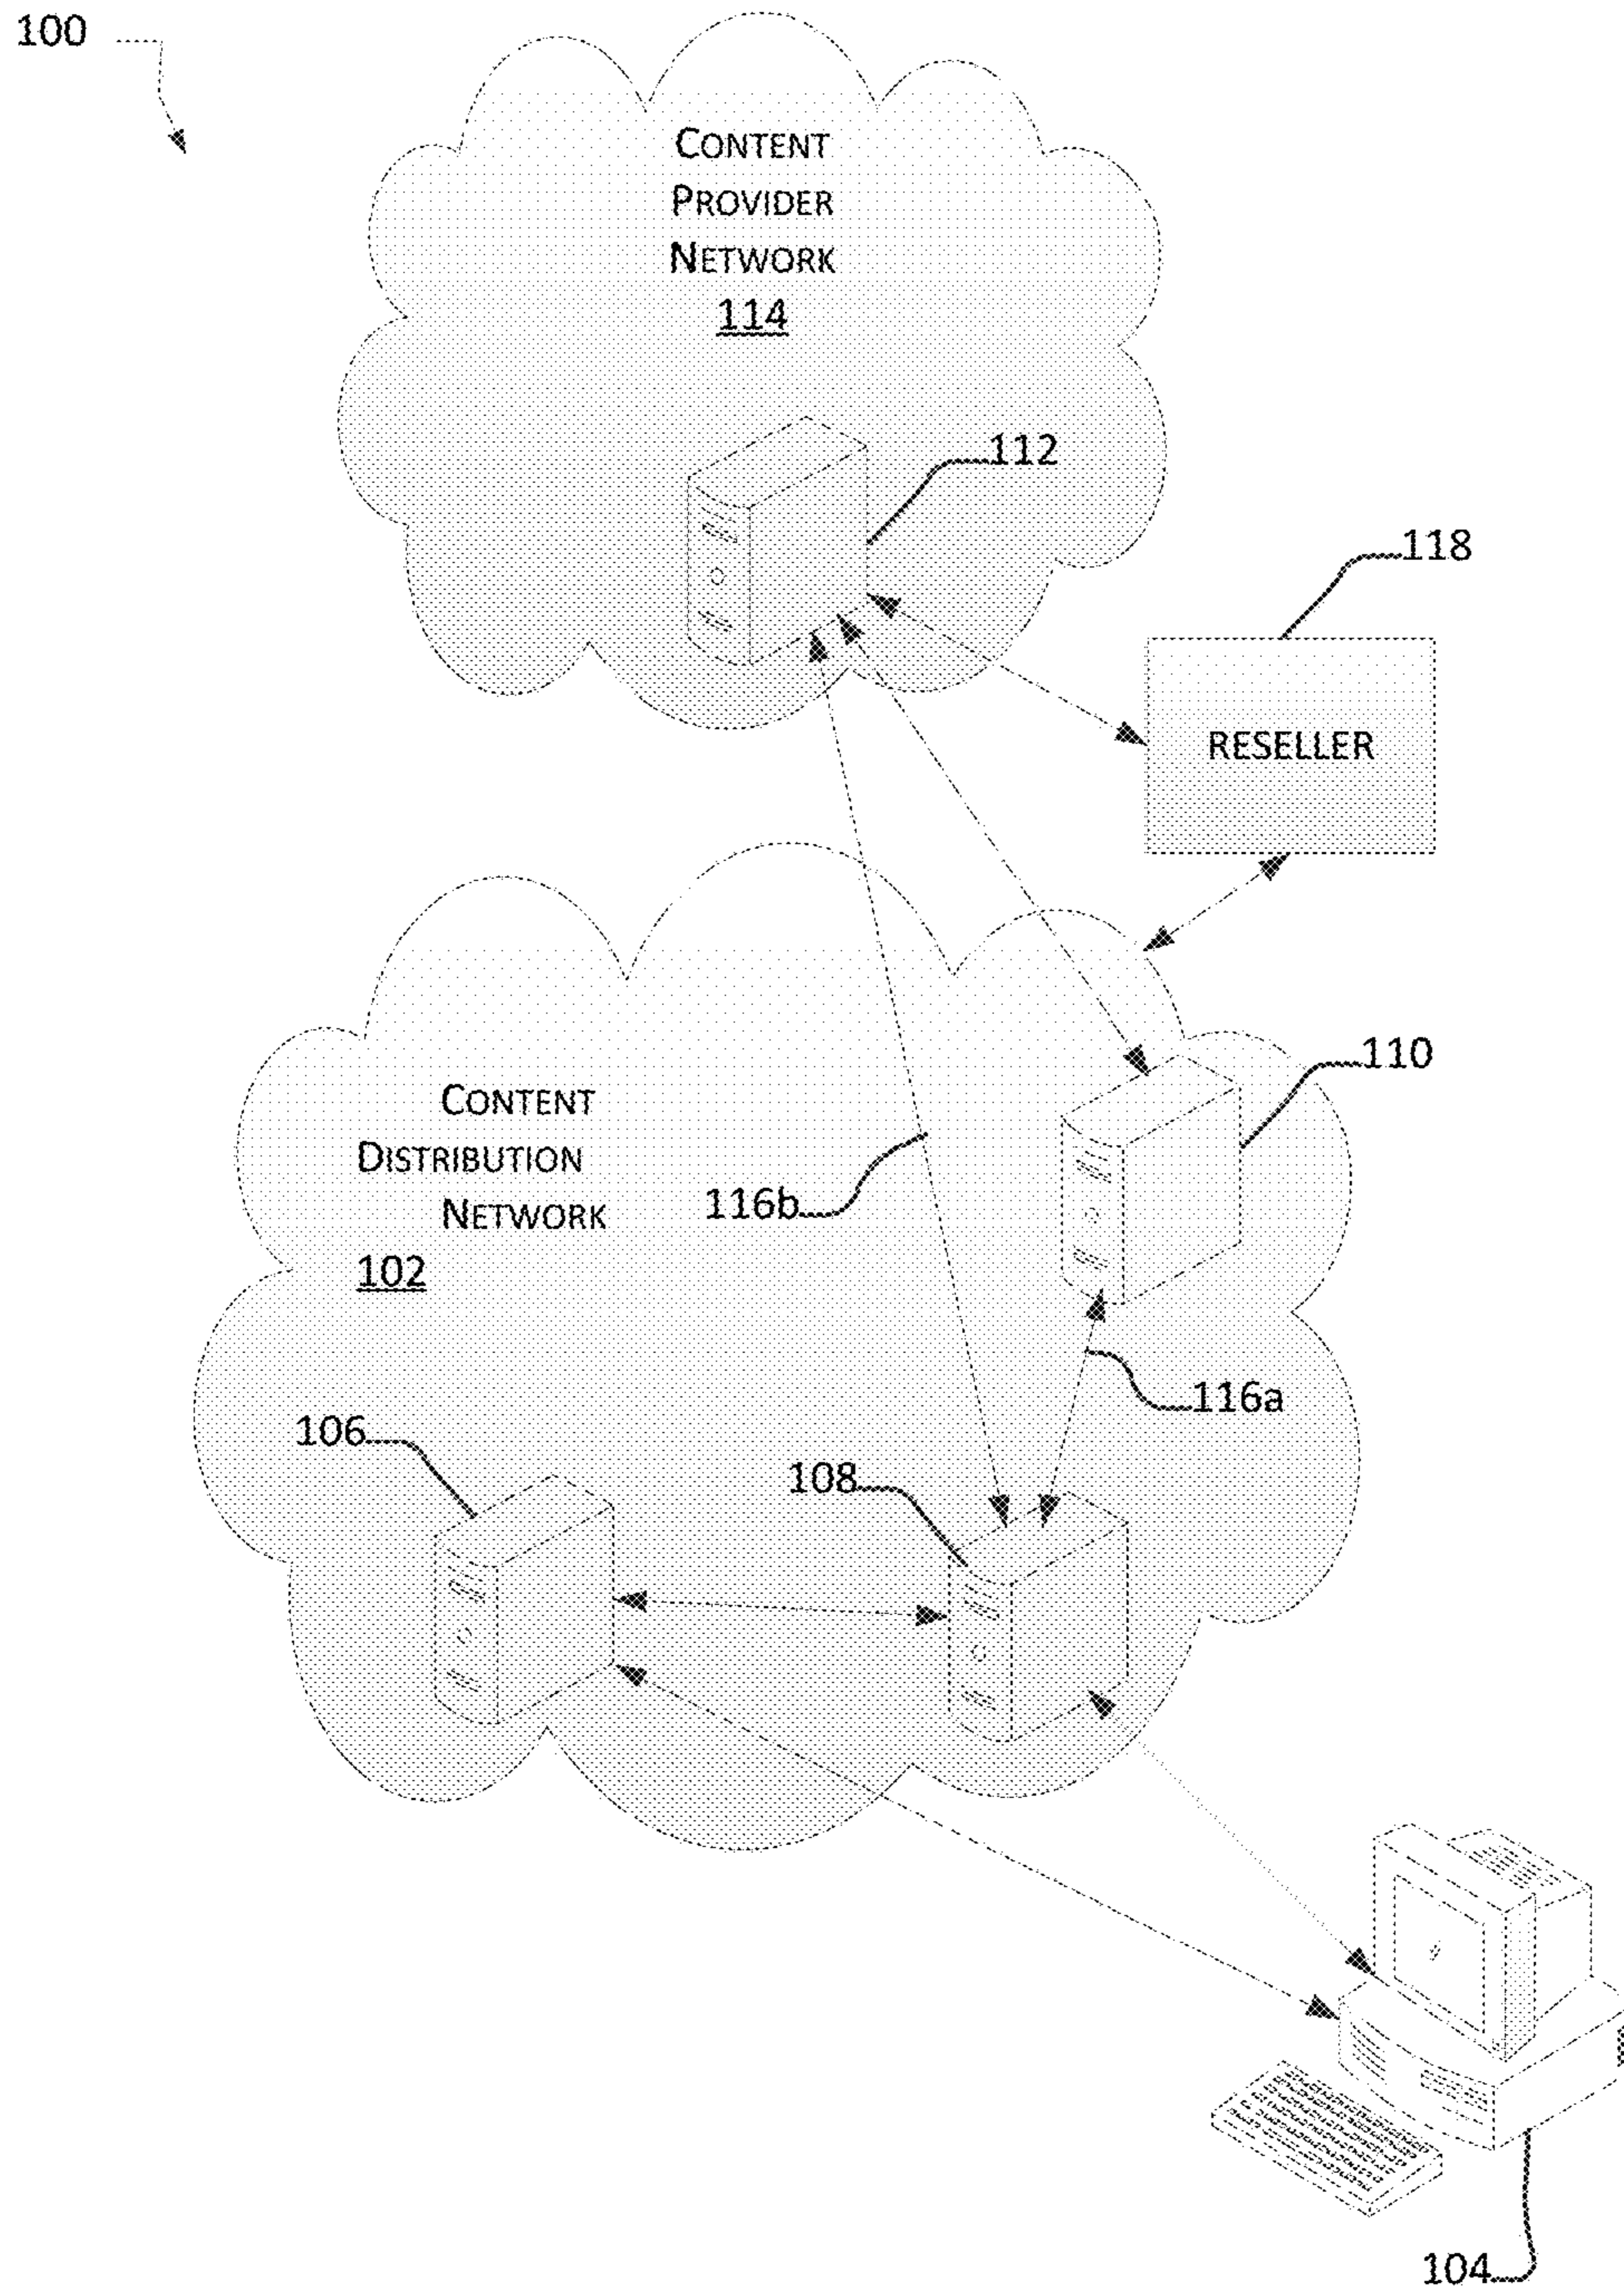 100
CONTENT
PROVIDER
NETWORK
114
112
118
RESELLER
110
CONTENT
DISTRIBUTION
NETWORK
102
116b
116a
106
108
104